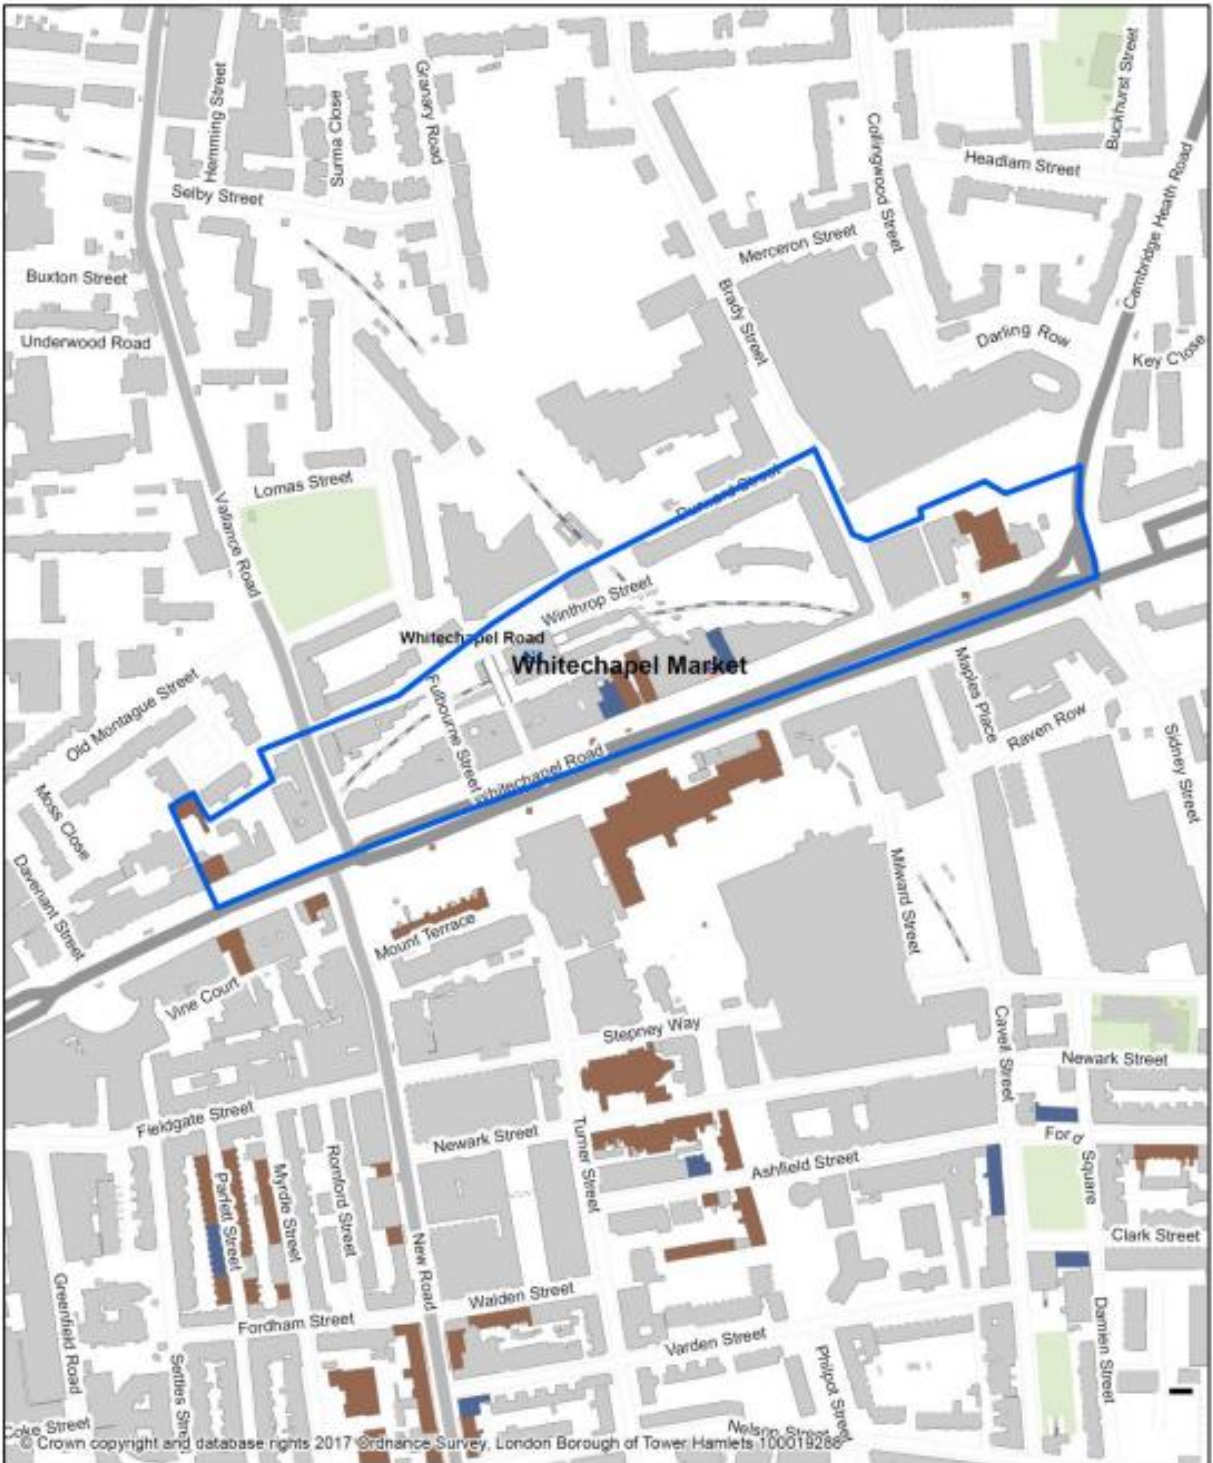 Hemming Street
Surma Close
Granary Road
Buckhurst Street
Collingwood Street
Headlam Street
Selby Street
Cambridge Heath Road
Merceron Street
Buxton Street
Brady Street
Underwood Road
Darling Row
Key Close
Lomas Street
Vallance Road
Durward Street
Winthrop Street
Whitechapel Road
Whitechapel Market
Old Montague Street
Fulbourne Street
Maples Place
Raven Row
Sidney Street
Whitechapel Road
Moss Close
Davenant Street
Milward Street
Mount Terrace
Vine Court
Stepney Way
Cavell Street
Newark Street
Fieldgate Street
Newark Street
Turner Street
Ford Square
Ashfield Street
Parfett Street
Myrdle Street
Romford Street
New Road
Clark Street
Greenfield Road
Walden Street
Fordham Street
Varden Street
Damien Street
Philpot Street
Settles Street
Coke Street
Nelson Street
© Crown copyright and database rights 2017 Ordnance Survey, London Borough of Tower Hamlets 100019288